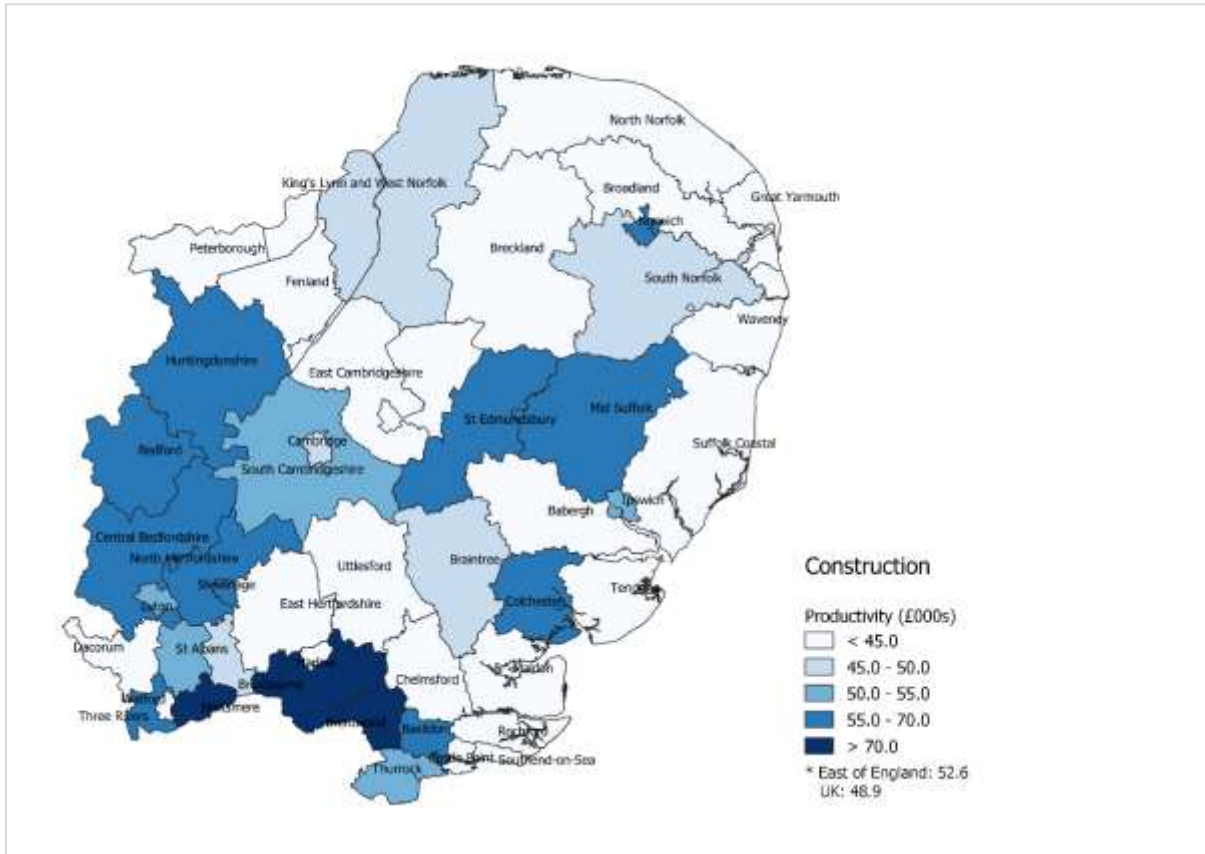 North Norfolk
King's Lynn and West Norfolk
Broadland
Great Yarmouth
Peterborough
Breckland
South Norfolk
Fenland
Waveney
Huntingdonshire
East Cambridgeshire
Mid Suffolk
St Edmundsbury
Cambridge
Bedford
Suffolk Coastal
South Cambridgeshire
Ipswich
Babergh
Central Bedfordshire
North Hertfordshire
Uttlesford
Braintree
Construction
Stevenage
Luton
East Hertfordshire
Colchester
Productivity (£000s)
< 45.0
45.0 - 50.0
Dacorum
St Albans
50.0 - 55.0
Chelmsford
55.0 - 70.0
Watford
Three Rivers
Hertsmere
> 70.0
Brentwood
Basildon
Rochford
* East of England: 52.6
Castle Point
Southend-on-Sea
Thurrock
UK: 48.9